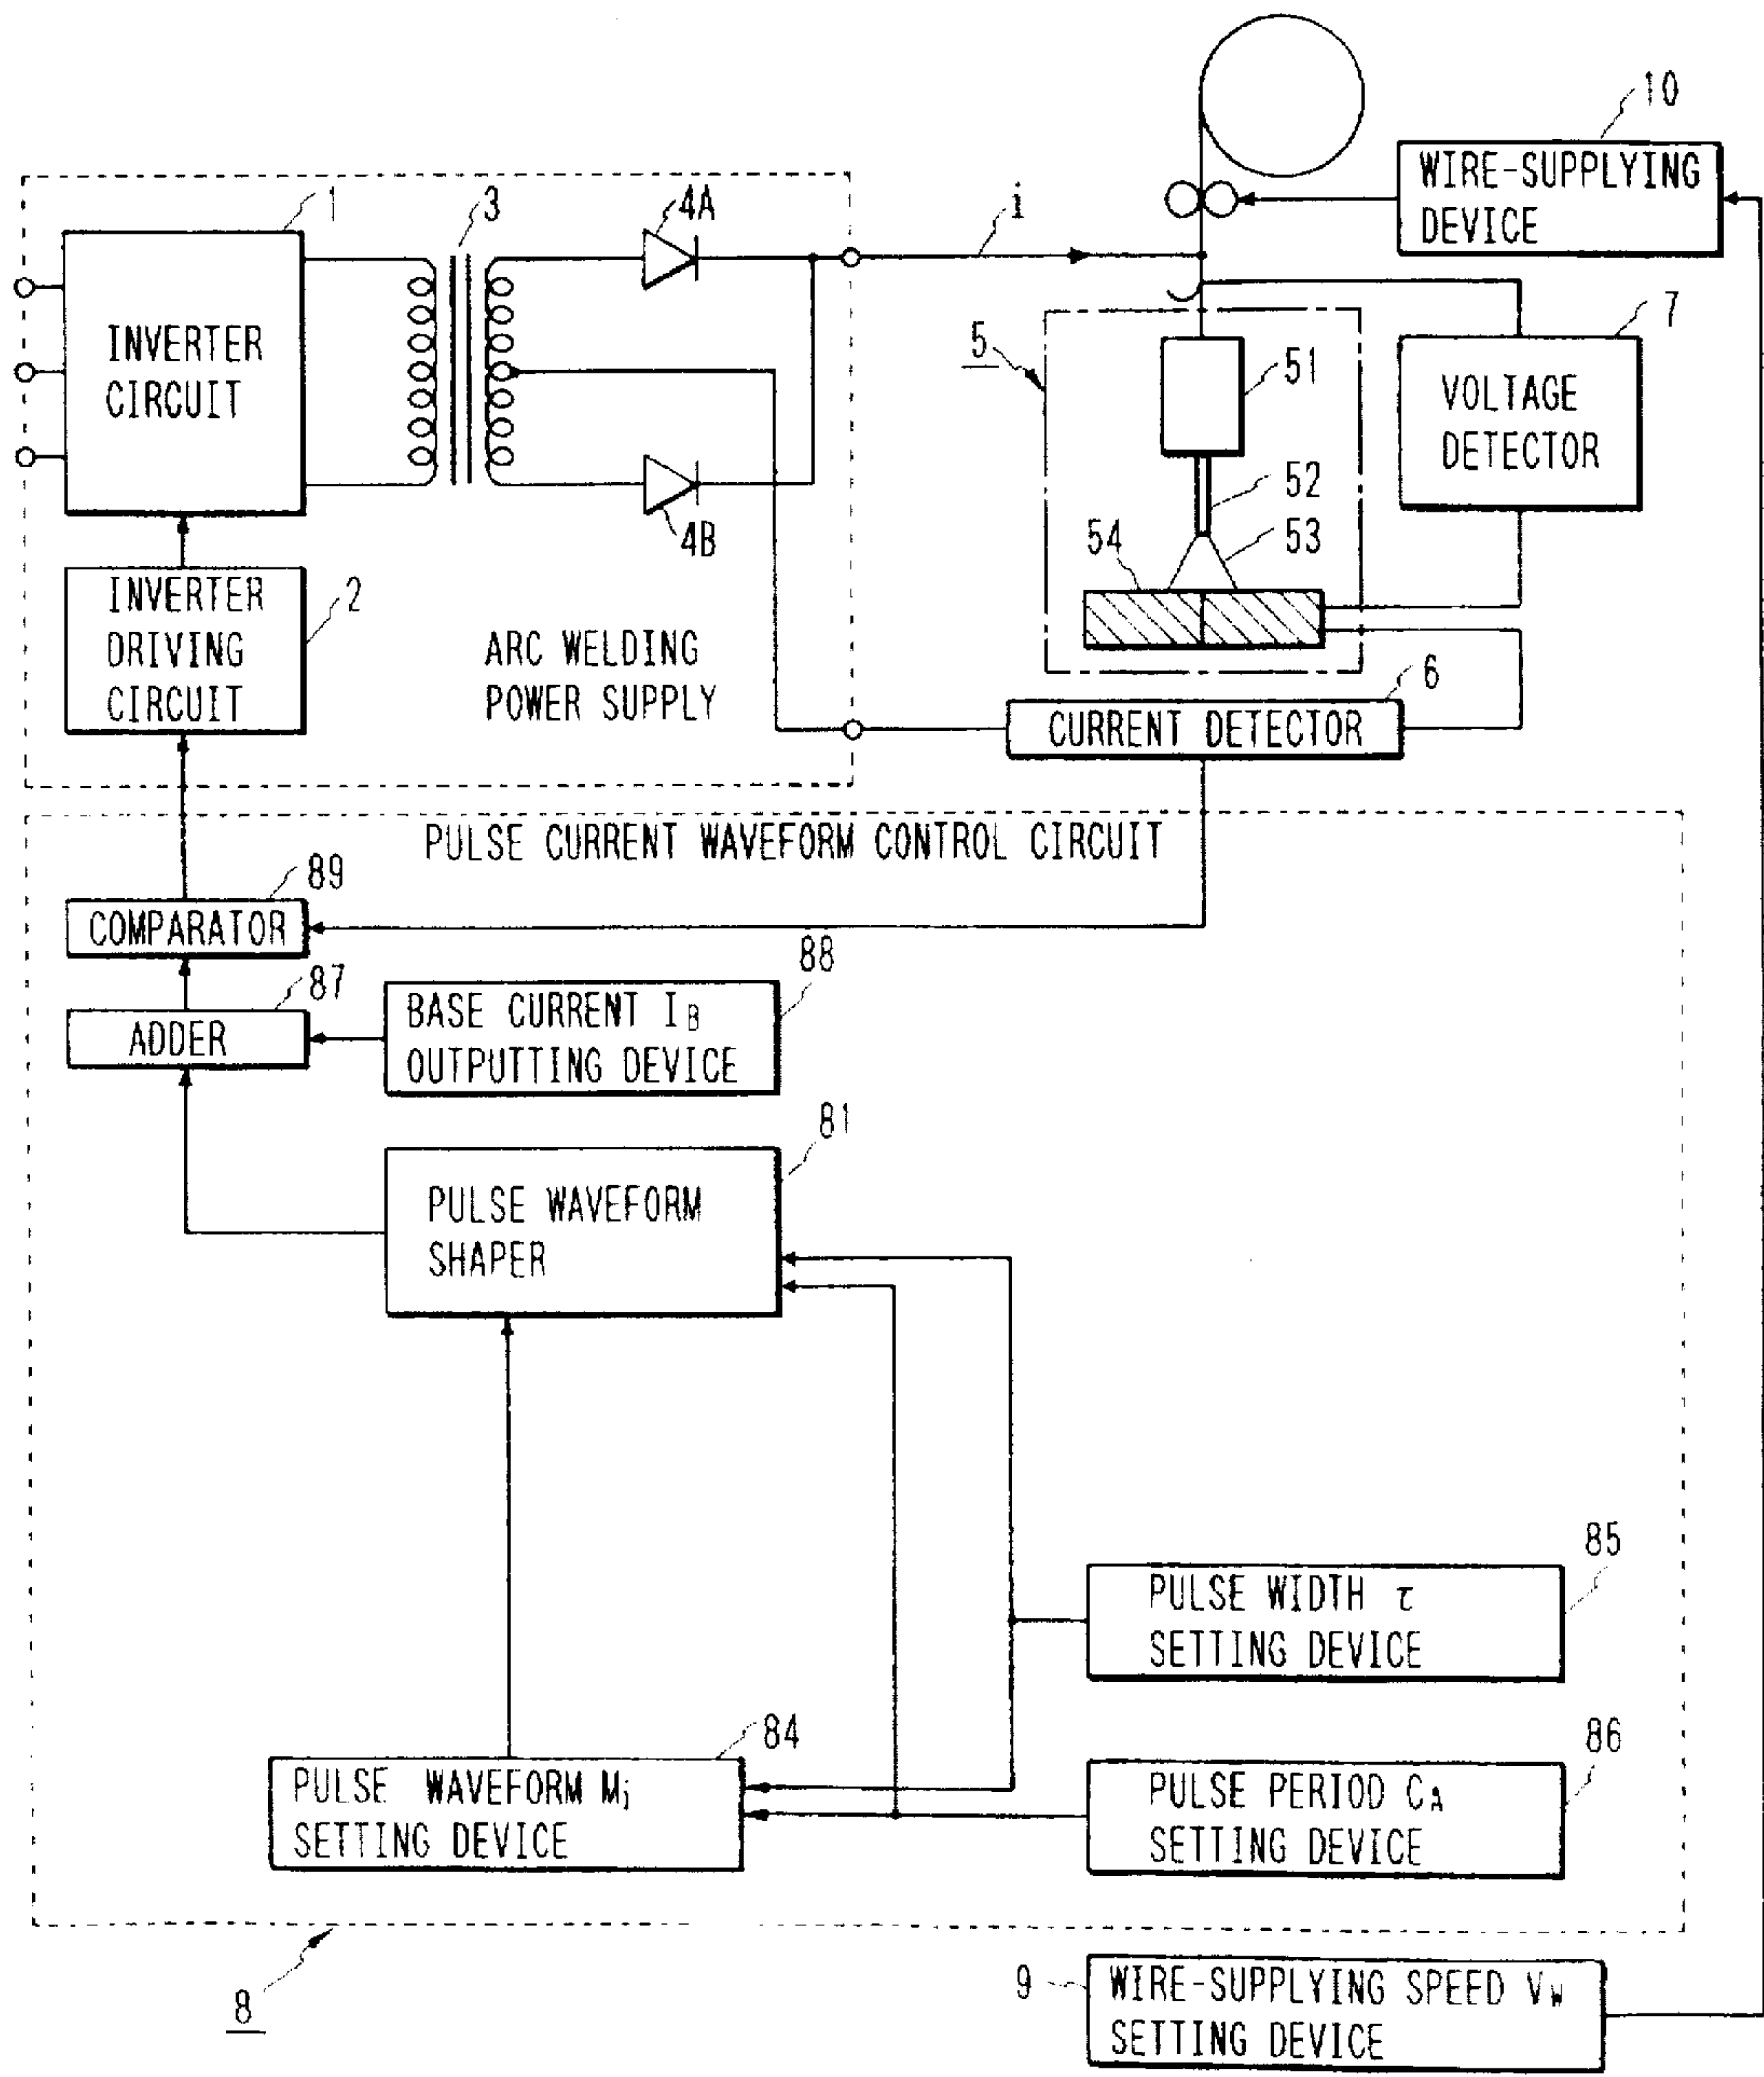 10
WIRE-SUPPLYING
DEVICE
1
3
4A
i
INVERTER
CIRCUIT
5
51
7
VOLTAGE
DETECTOR
4B
52
54
53
INVERTER
DRIVING
CIRCUIT
2
ARC WELDING
POWER SUPPLY
6
CURRENT DETECTOR
PULSE CURRENT WAVEFORM CONTROL CIRCUIT
89
COMPARATOR
88
87
BASE CURRENT IB
OUTPUTTING DEVICE
ADDER
81
PULSE WAVEFORM
SHAPER
85
PULSE WIDTH τ
SETTING DEVICE
84
86
PULSE WAVEFORM Mj
SETTING DEVICE
PULSE PERIOD CA
SETTING DEVICE
8
9
WIRE-SUPPLYING SPEED VW
SETTING DEVICE